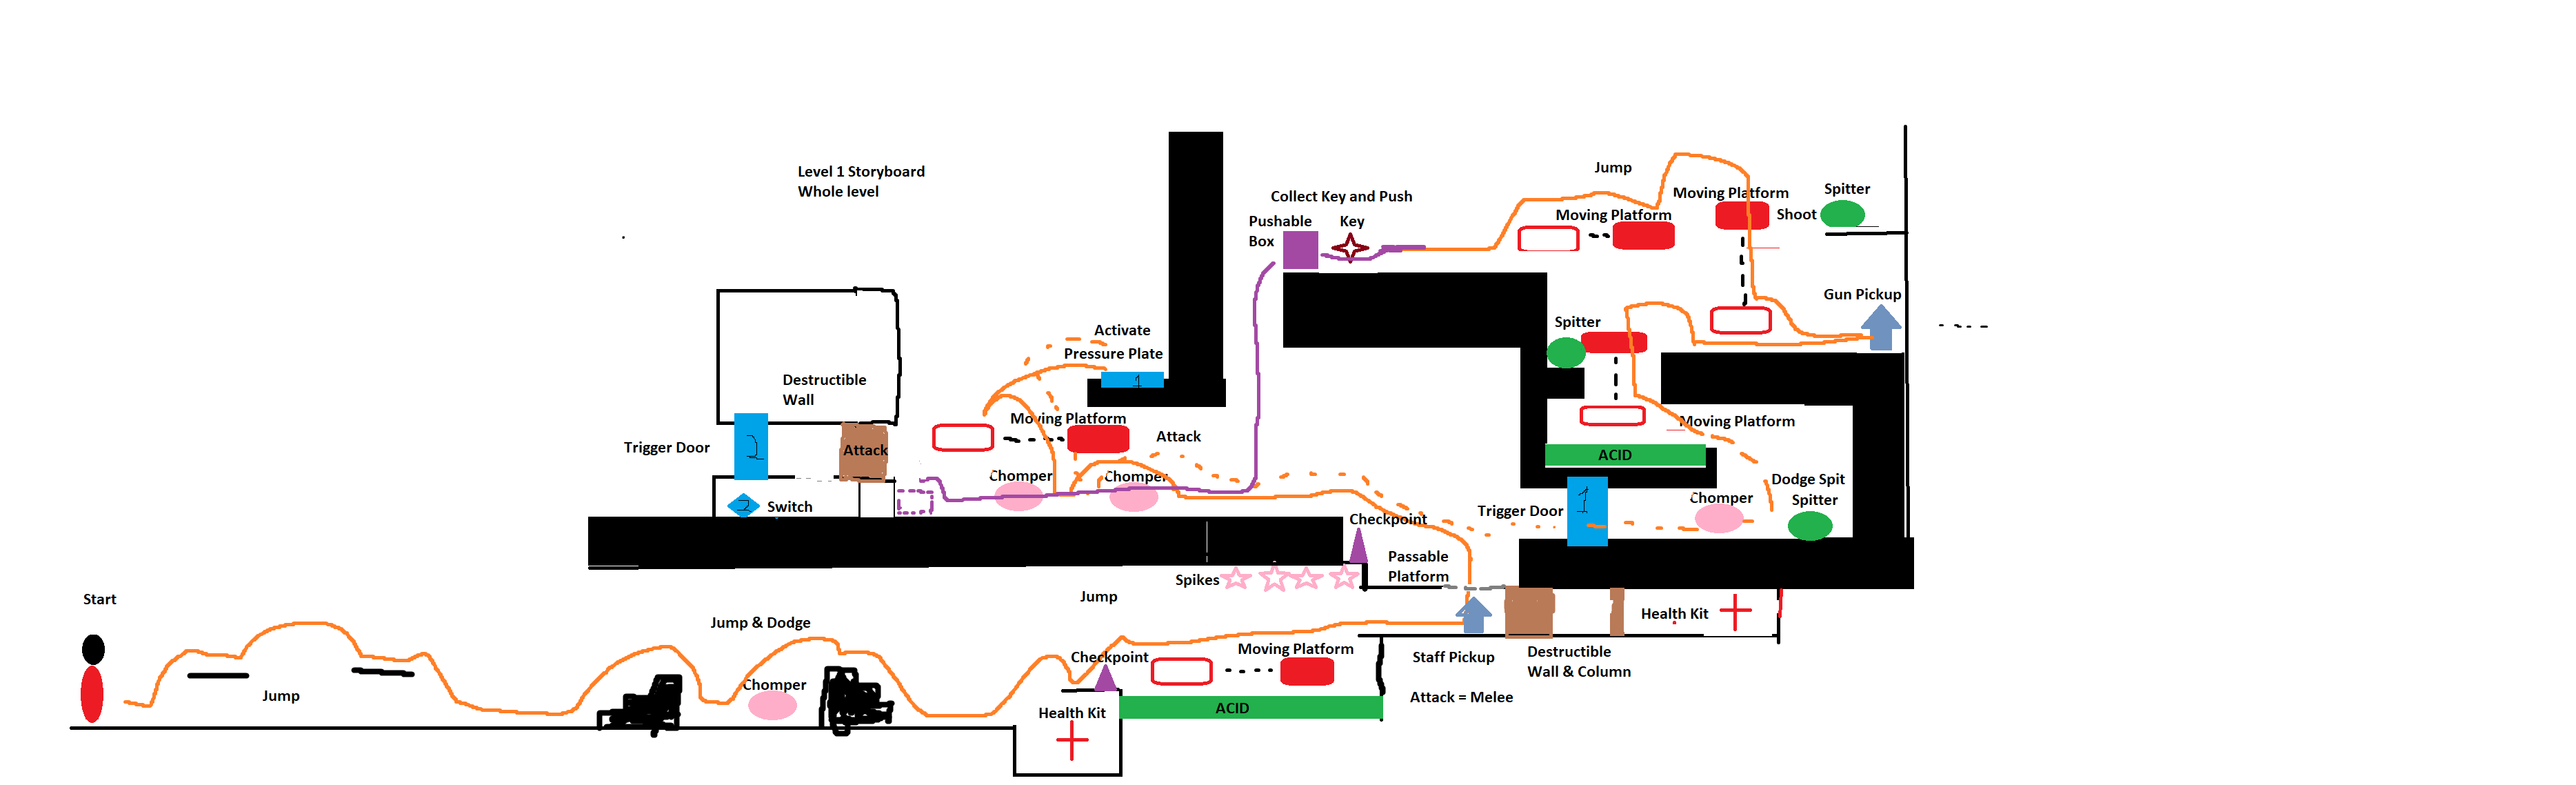 Level 1 Storyboard
Whole level
Jump
Collect Key and Push
Pushable
Box
Key
Moving Platform
Moving Platform
Shoot
Spitter
Gun Pickup
Activate
Pressure Plate
1
Spitter
Destructible
Wall
Moving Platform
Attack
Moving Platform
Trigger Door
2
Attack
ACID
Chomper
Chomper
Dodge Spit
Spitter
Chomper
2
Switch
Trigger Door
1
Checkpoint
Passable
Platform
Spikes
Start
Jump
Health Kit
Jump & Dodge
Checkpoint
Moving Platform
Staff Pickup
Destructible
Wall & Column
Jump
Chomper
Attack = Melee
Health Kit
ACID